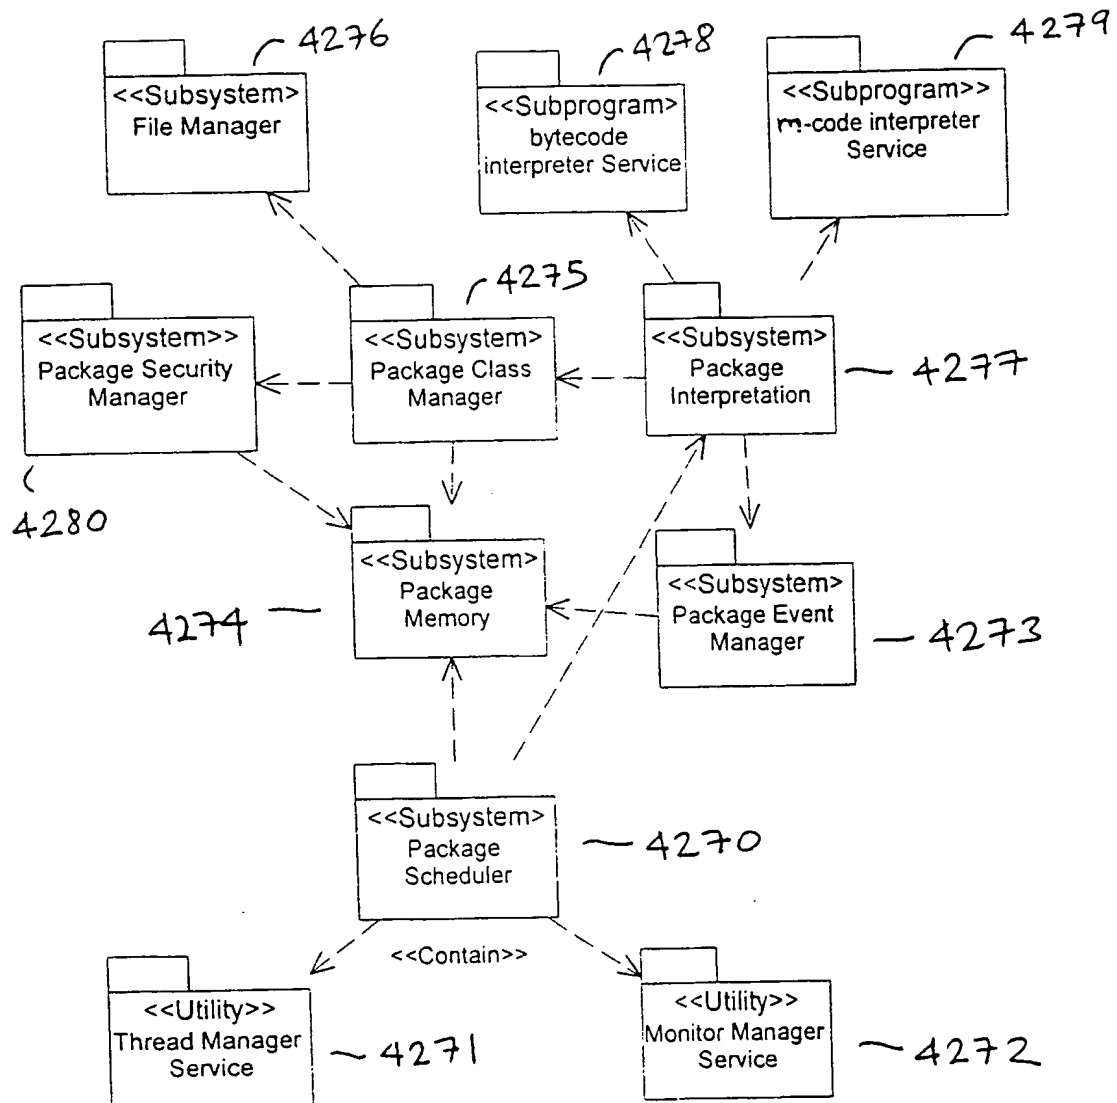 4276
4278
4279
<<Subsystem>
File Manager
<<Subprogram>
bytecode
interpreter Service
<<Subprogram>>
m-code interpreter
Service
4275
<<Subsystem>>
Package Security
Manager
<<Subsystem>
Package Class
Manager
<<Subsystem>
Package
Interpretation
4277
4280
<<Subsystem>
Package
Memory
4274
<<Subsystem>
Package Event
Manager
4273
<<Subsystem>
Package
Scheduler
4270
<<Contain>>
<<Utility>>
Thread Manager
Service
4271
<<Utility>>
Monitor Manager
Service
4272